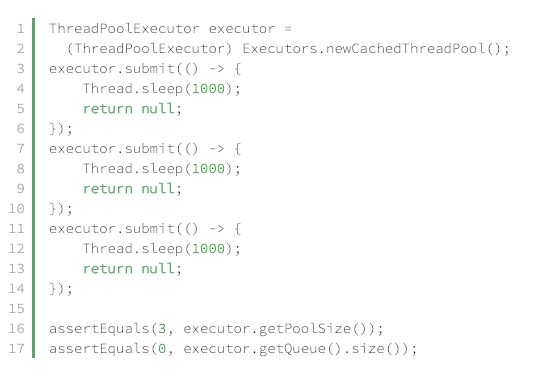 1 ThreadPoolExecutor executor =
2   (ThreadPoolExecutor) Executors.newCachedThreadPool();
3 executor.submit(() -> {
4     Thread.sleep(1000);
5     return null;
6 });
7 executor.submit(() -> {
8     Thread.sleep(1000);
9     return null;
10 });
11 executor.submit(() -> {
12     Thread.sleep(1000);
13     return null;
14 });
15
16 assertEquals(3, executor.getPoolSize());
17 assertEquals(0, executor.getQueue().size());